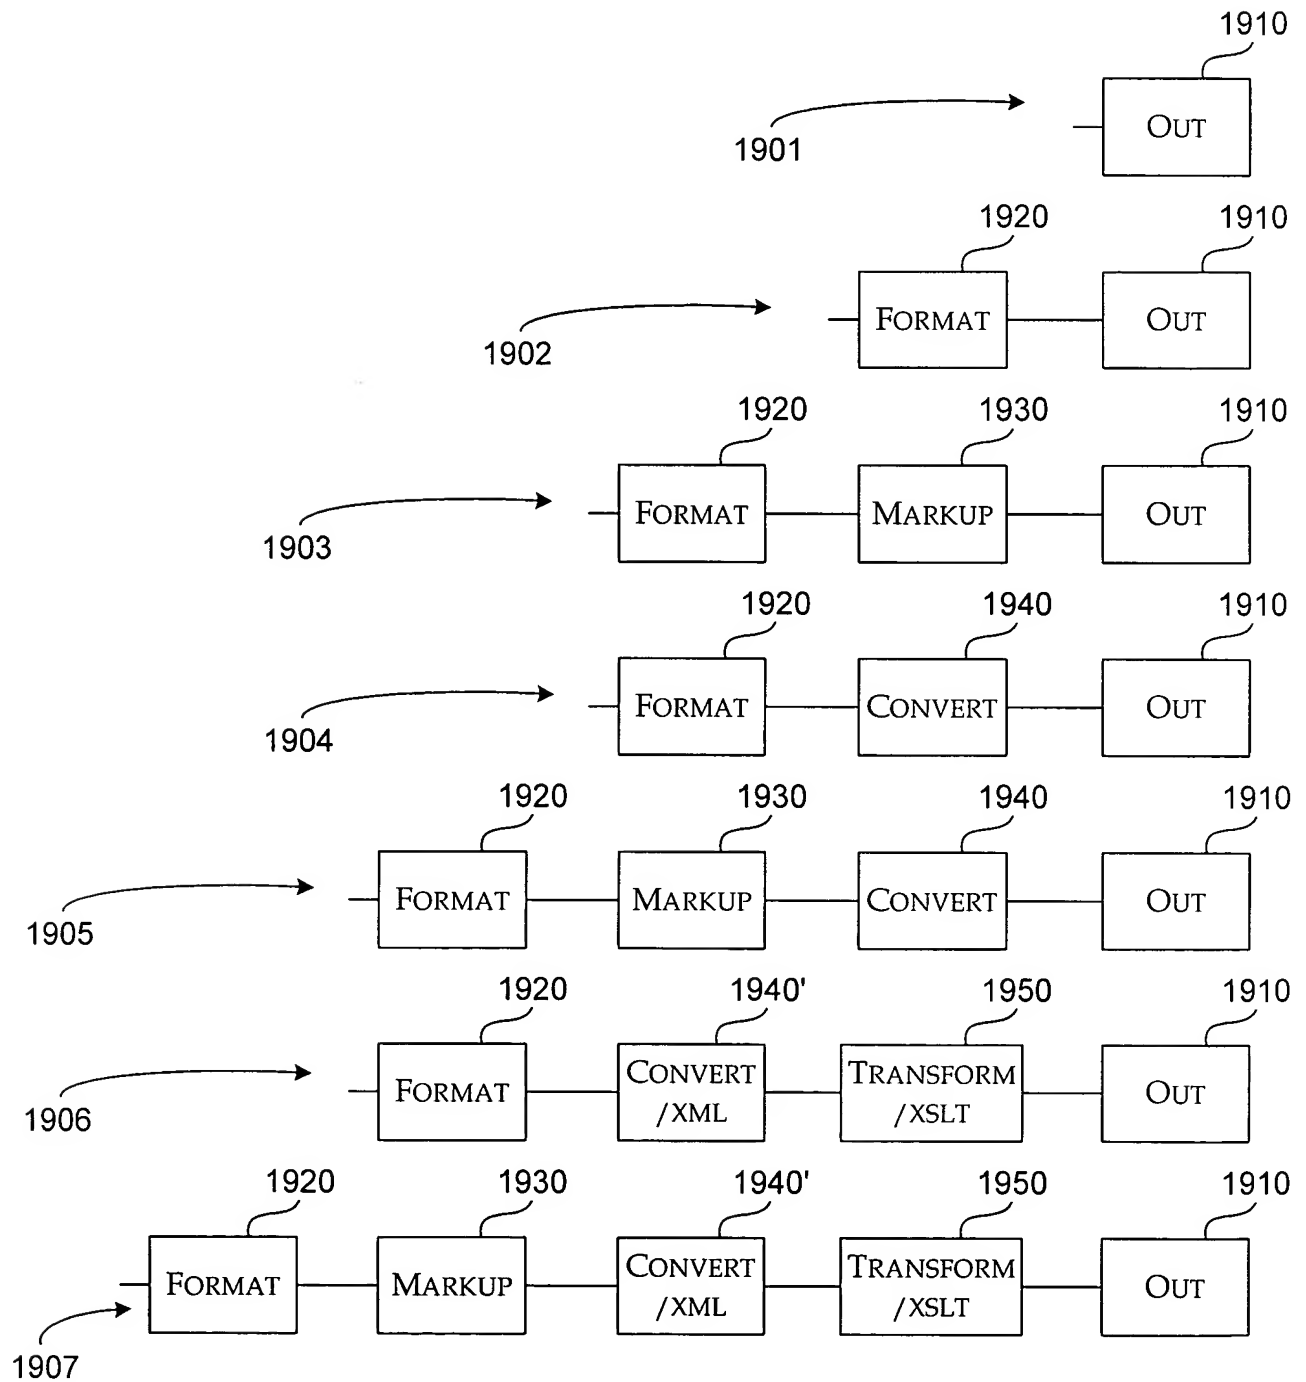 1910
OUT
1901
1920 1910
FORMAT OUT
1902
1920 1930 1910
FORMAT MARKUP OUT
1903
1920 1940 1910
FORMAT CONVERT OUT
1904
1920 1930 1940 1910
FORMAT MARKUP CONVERT OUT
1905
1920 1940' 1950 1910
FORMAT CONVERT /XML TRANSFORM /XSLT OUT
1906
1920 1930 1940' 1950 1910
FORMAT MARKUP CONVERT /XML TRANSFORM /XSLT OUT
1907